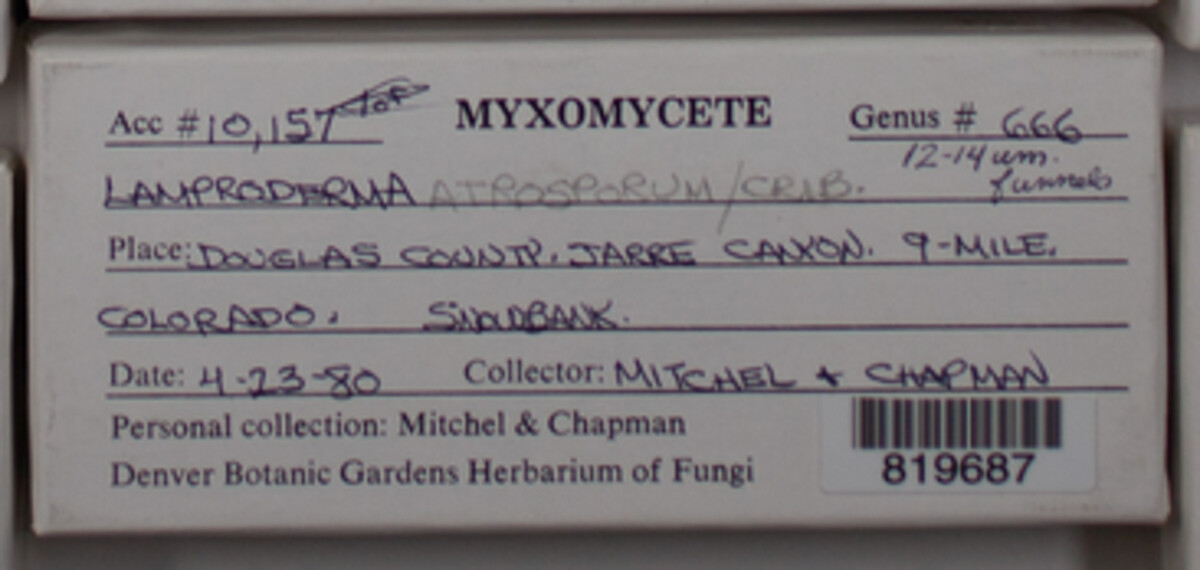 Acc #10,157 TOP MYXOMYCETE Genus # 666
12-14 um.
LAMPRODERMA ATROSPORUM/CRIB. funnels
Place: DOUGLAS COUNTY. JARRE CANYON. 9-MILE.
COLORADO. SNOWBANK.
Date: 4-23-80 Collector: MITCHEL + CHAPMAN
Personal collection: Mitchel & Chapman
Denver Botanic Gardens Herbarium of Fungi
819687